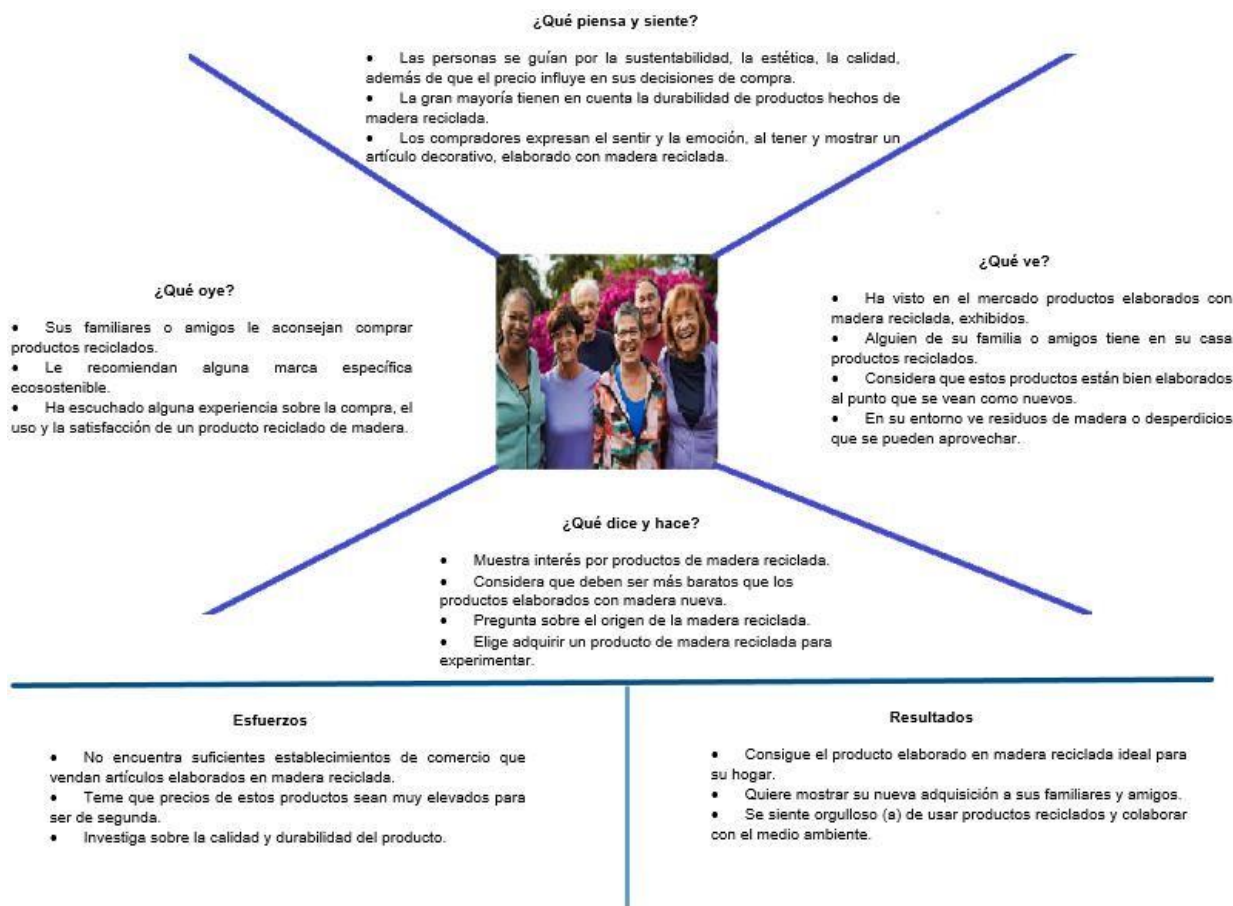 ¿Qué piensa y siente?
• Las personas se guían por la sustentabilidad, la estética, la calidad,
además de que el precio influye en sus decisiones de compra.
• La gran mayoría tienen en cuenta la durabilidad de productos hechos de
madera reciclada.
• Los compradores expresan el sentir y la emoción, al tener y mostrar un
artículo decorativo, elaborado con madera reciclada.
¿Qué oye?
• Sus familiares o amigos le aconsejan comprar
productos reciclados.
• Le recomiendan alguna marca específica
ecosostenible.
• Ha escuchado alguna experiencia sobre la compra, el
uso y la satisfacción de un producto reciclado de madera.
¿Qué ve?
• Ha visto en el mercado productos elaborados con
madera reciclada, exhibidos.
• Alguien de su familia o amigos tiene en su casa
productos reciclados.
• Considera que estos productos están bien elaborados
al punto que se vean como nuevos.
• En su entorno ve residuos de madera o desperdicios
que se pueden aprovechar.
¿Qué dice y hace?
• Muestra interés por productos de madera reciclada.
• Considera que deben ser más baratos que los
productos elaborados con madera nueva.
• Pregunta sobre el origen de la madera reciclada.
• Elige adquirir un producto de madera reciclada para
experimentar.
Esfuerzos
• No encuentra suficientes establecimientos de comercio que
vendan artículos elaborados en madera reciclada.
• Teme que precios de estos productos sean muy elevados para
ser de segunda.
• Investiga sobre la calidad y durabilidad del producto.
Resultados
• Consigue el producto elaborado en madera reciclada ideal para
su hogar.
• Quiere mostrar su nueva adquisición a sus familiares y amigos.
• Se siente orgulloso (a) de usar productos reciclados y colaborar
con el medio ambiente.